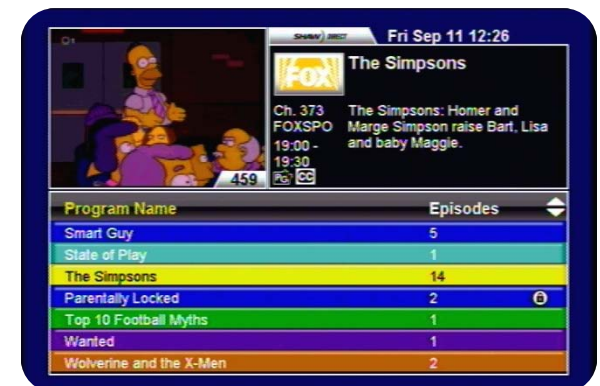 SHAW) DIRECT
Fri Sep 11 12:26
FOX
The Simpsons
Ch. 373
FOXSPO
19:00 -
19:30
PG CC
The Simpsons: Homer and
Marge Simpson raise Bart, Lisa
and baby Maggie.
459
Program Name Episodes
Smart Guy 5
State of Play 1
The Simpsons 14
Parentally Locked 2
Top 10 Football Myths 1
Wanted 1
Wolverine and the X-Men 2